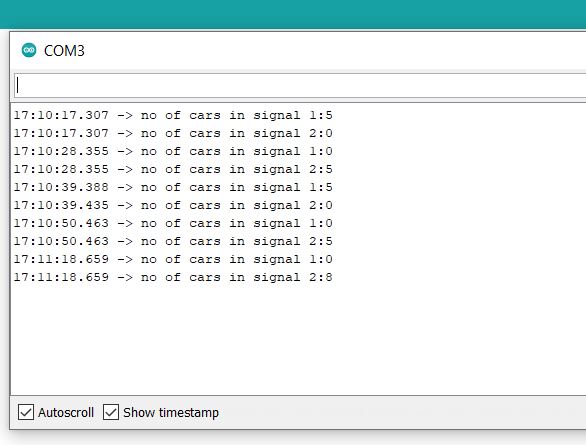 COM3
17:10:17.307 -> no of cars in signal 1:5
17:10:17.307 -> no of cars in signal 2:0
17:10:28.355 -> no of cars in signal 1:0
17:10:28.355 -> no of cars in signal 2:5
17:10:39.388 -> no of cars in signal 1:5
17:10:39.435 -> no of cars in signal 2:0
17:10:50.463 -> no of cars in signal 1:0
17:10:50.463 -> no of cars in signal 2:5
17:11:18.659 -> no of cars in signal 1:0
17:11:18.659 -> no of cars in signal 2:8
Autoscroll Show timestamp